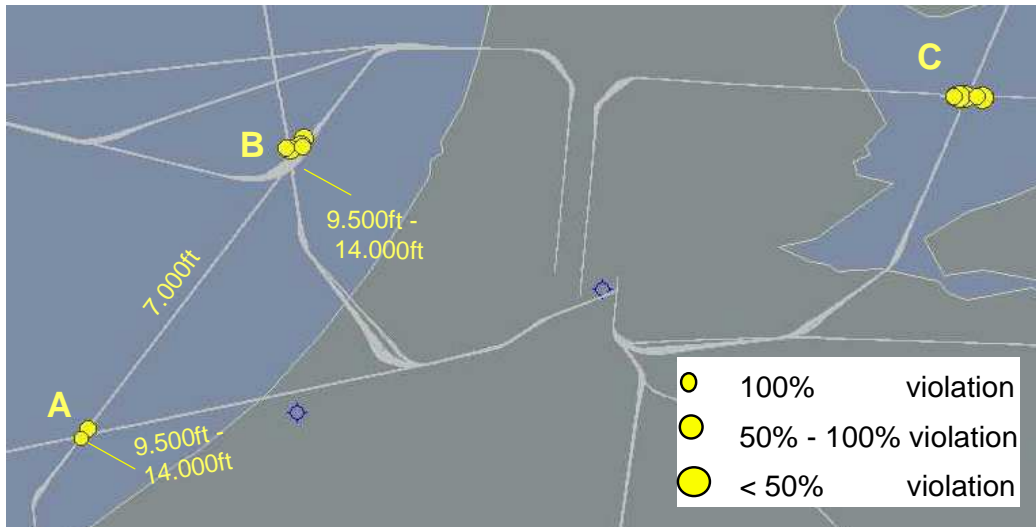 C
B
9.500ft -
14.000ft
7.000ft
A
9.500ft -
14.000ft
100% violation
50% - 100% violation
< 50% violation